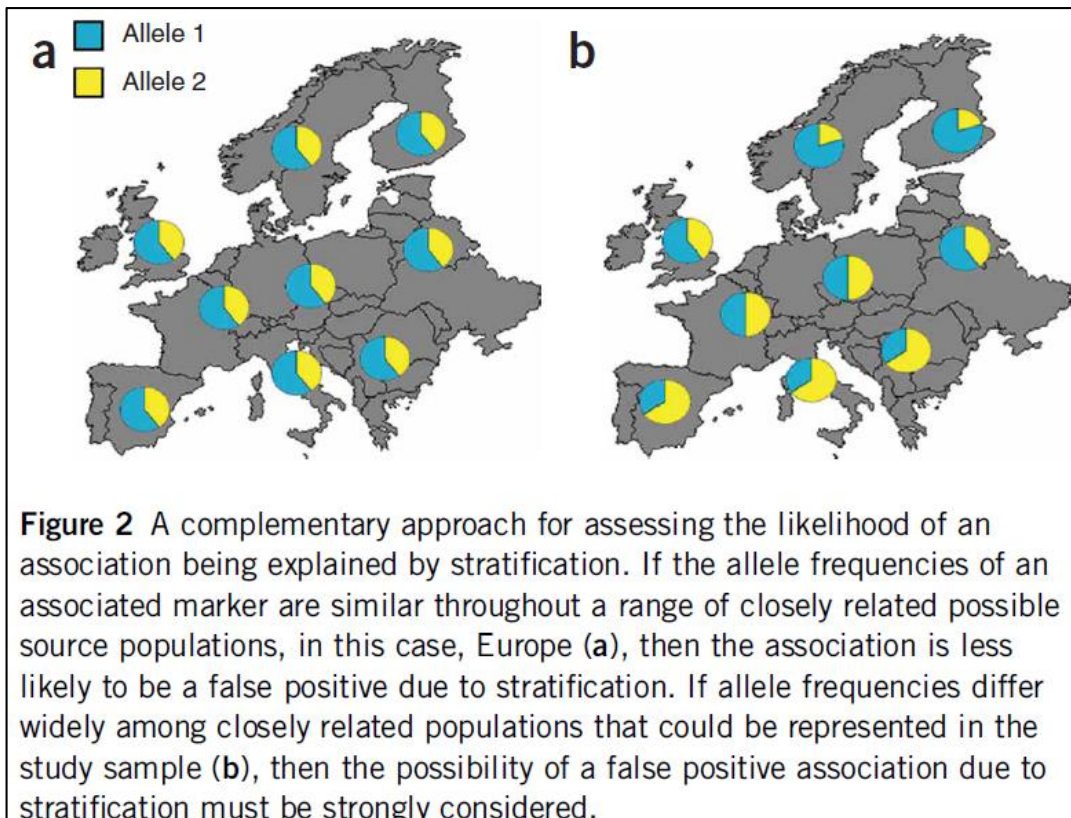 a
Allele 1
Allele 2
b
Figure 2 A complementary approach for assessing the likelihood of an
association being explained by stratification. If the allele frequencies of an
associated marker are similar throughout a range of closely related possible
source populations, in this case, Europe (a), then the association is less
likely to be a false positive due to stratification. If allele frequencies differ
widely among closely related populations that could be represented in the
study sample (b), then the possibility of a false positive association due to
stratification must be strongly considered.